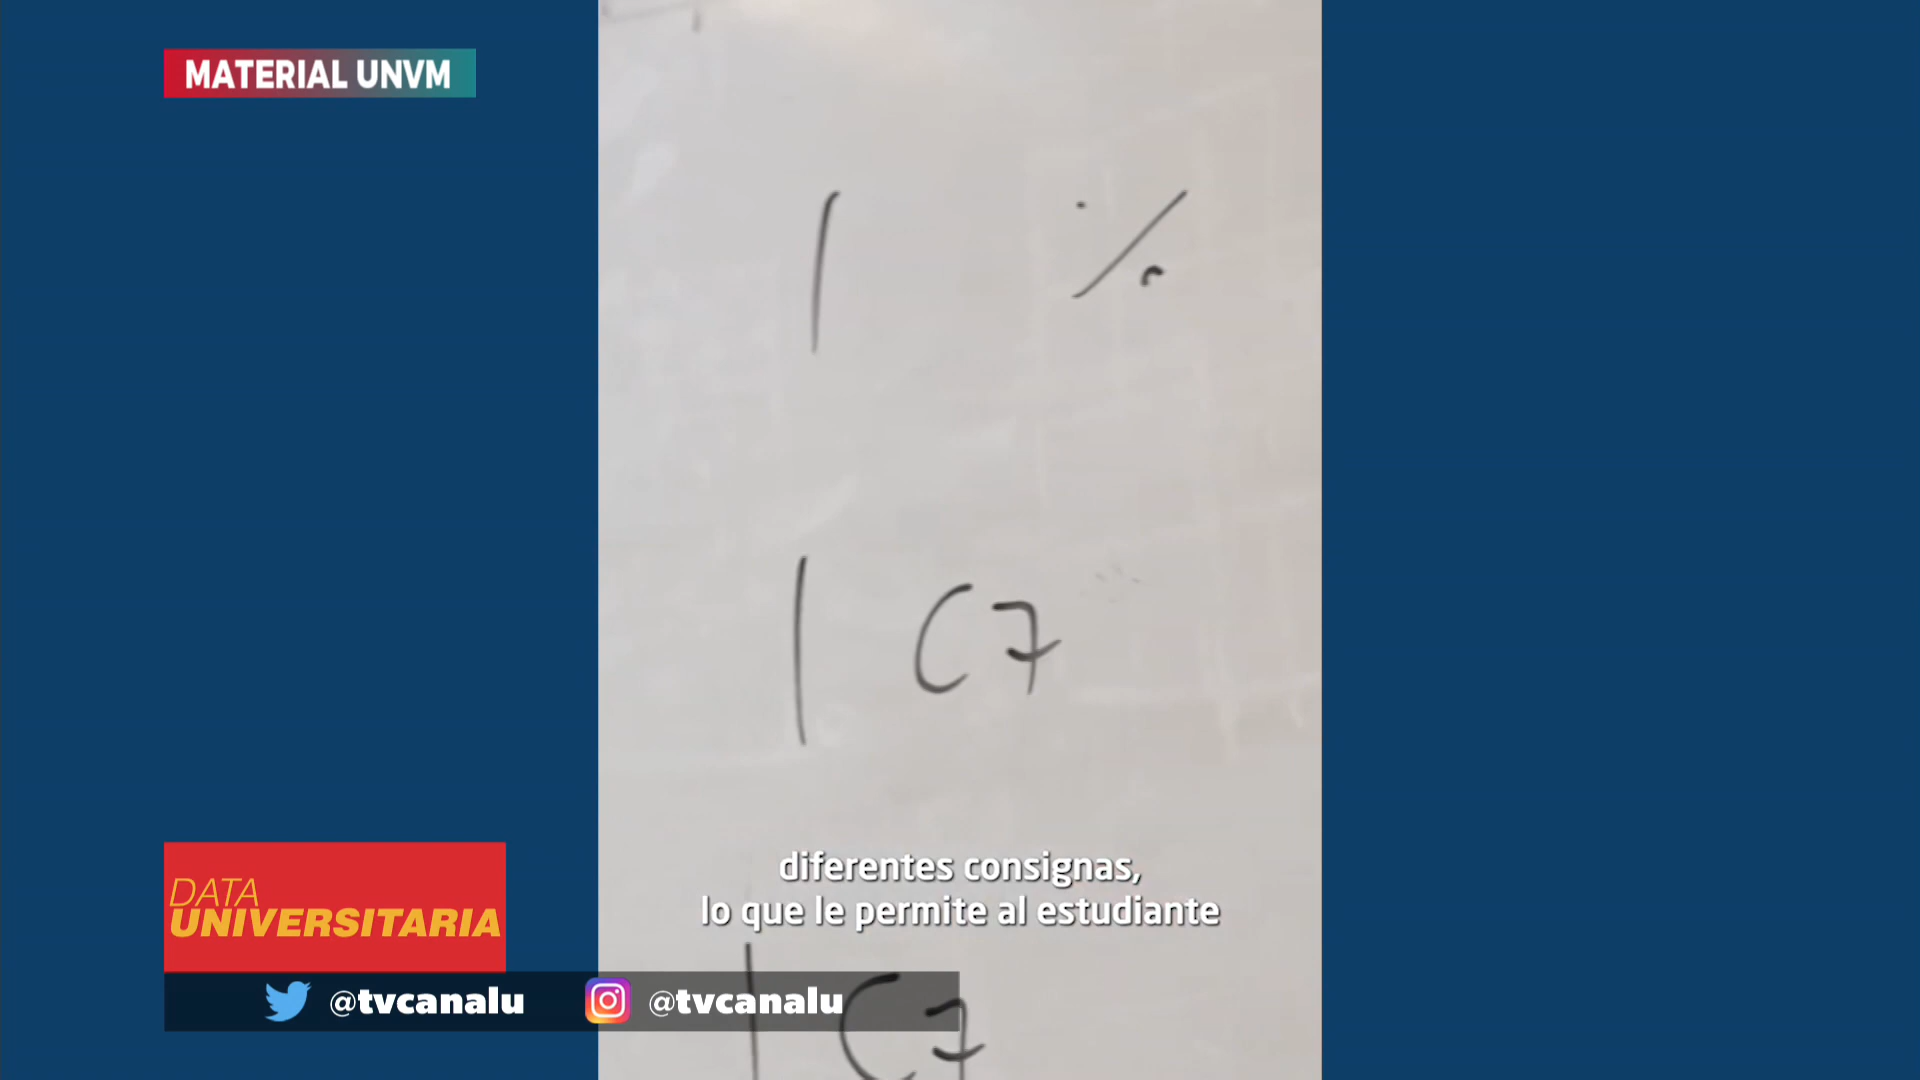 MATERIAL UNVM
| ٪
| C7
diferentes consignas,
lo que le permite al estudiante
DATA
UNIVERSITARIA
| C7
@tvcanalu @tvcanalu